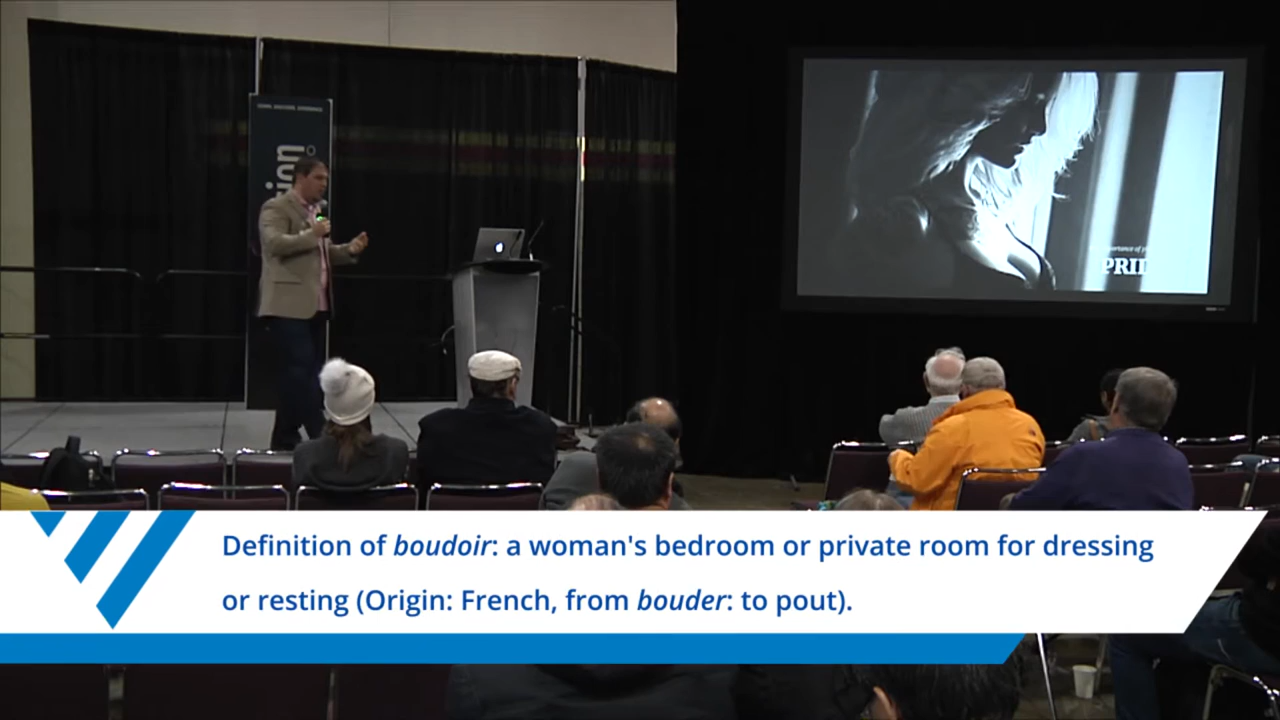 ion
PRI
Definition of boudoir: a woman's bedroom or private room for dressing
or resting (Origin: French, from bouder: to pout).